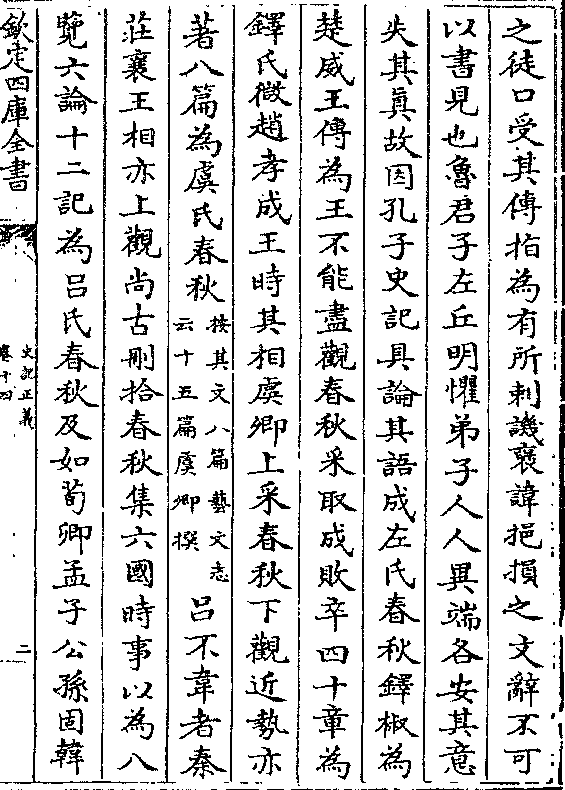 之徒口受其傳指為有所刺譏褒諱挹損之文辭不可
以書見也魯君子左丘明懼弟子人人異端各安其意
失其真故因孔子史記具論其語成左氏春秋鐸椒為
楚威王傳為王不能盡觀春秋采取成敗卒四十章為
鐸氏微趙孝成王時其相虞卿上采春秋下觀近勢亦
著八篇為虞氏春秋按其文八篇藝文志云十五篇虞卿撰呂不韋者秦
莊襄王相亦上觀尚古刪拾春秋集六國時事以為八
覽六論十二記為呂氏春秋及如荀卿孟子公孫固韓
欽定四庫全書
史記正義
卷十四
二